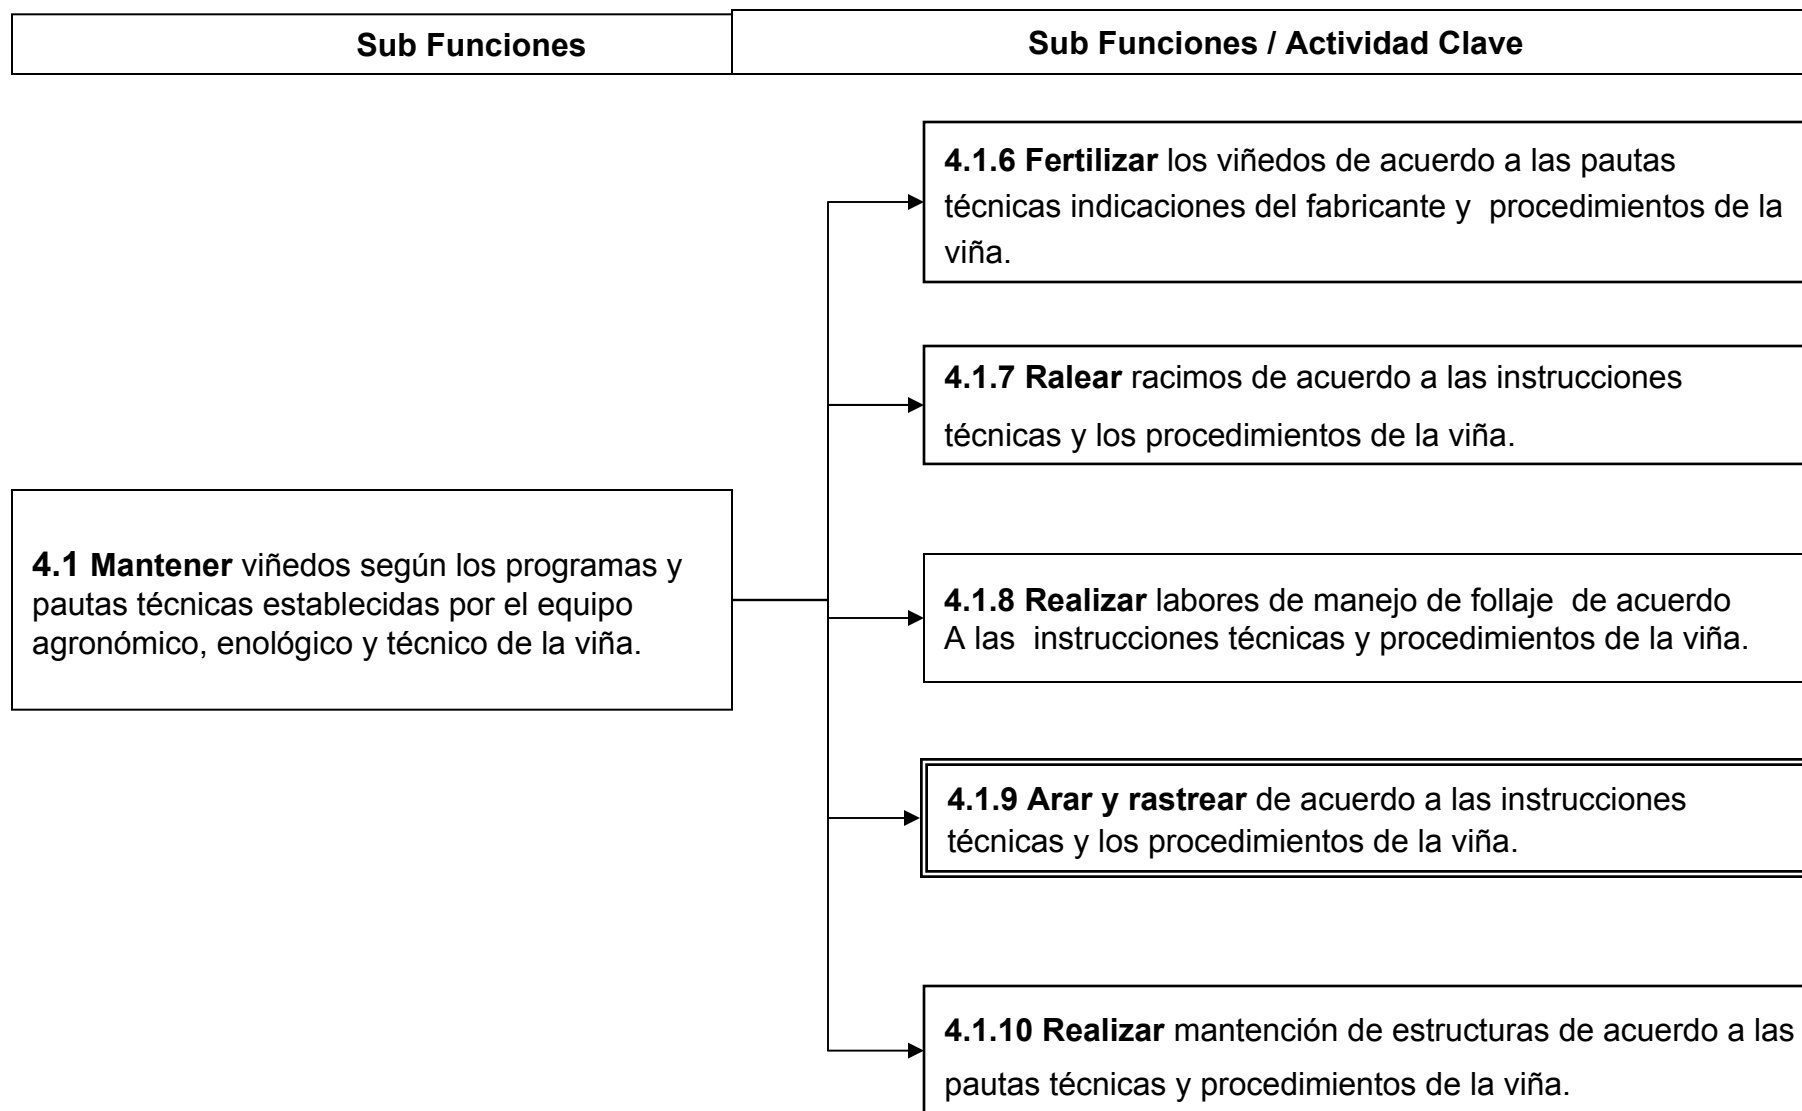 Sub Funciones
Sub Funciones / Actividad Clave
4.1 Mantener viñedos según los programas y
pautas técnicas establecidas por el equipo
agronómico, enológico y técnico de la viña.
4.1.6 Fertilizar los viñedos de acuerdo a las pautas
técnicas indicaciones del fabricante y procedimientos de la
viña.
4.1.7 Ralear racimos de acuerdo a las instrucciones
técnicas y los procedimientos de la viña.
4.1.8 Realizar labores de manejo de follaje de acuerdo
A las instrucciones técnicas y procedimientos de la viña.
4.1.9 Arar y rastrear de acuerdo a las instrucciones
técnicas y los procedimientos de la viña.
4.1.10 Realizar mantención de estructuras de acuerdo a las
pautas técnicas y procedimientos de la viña.